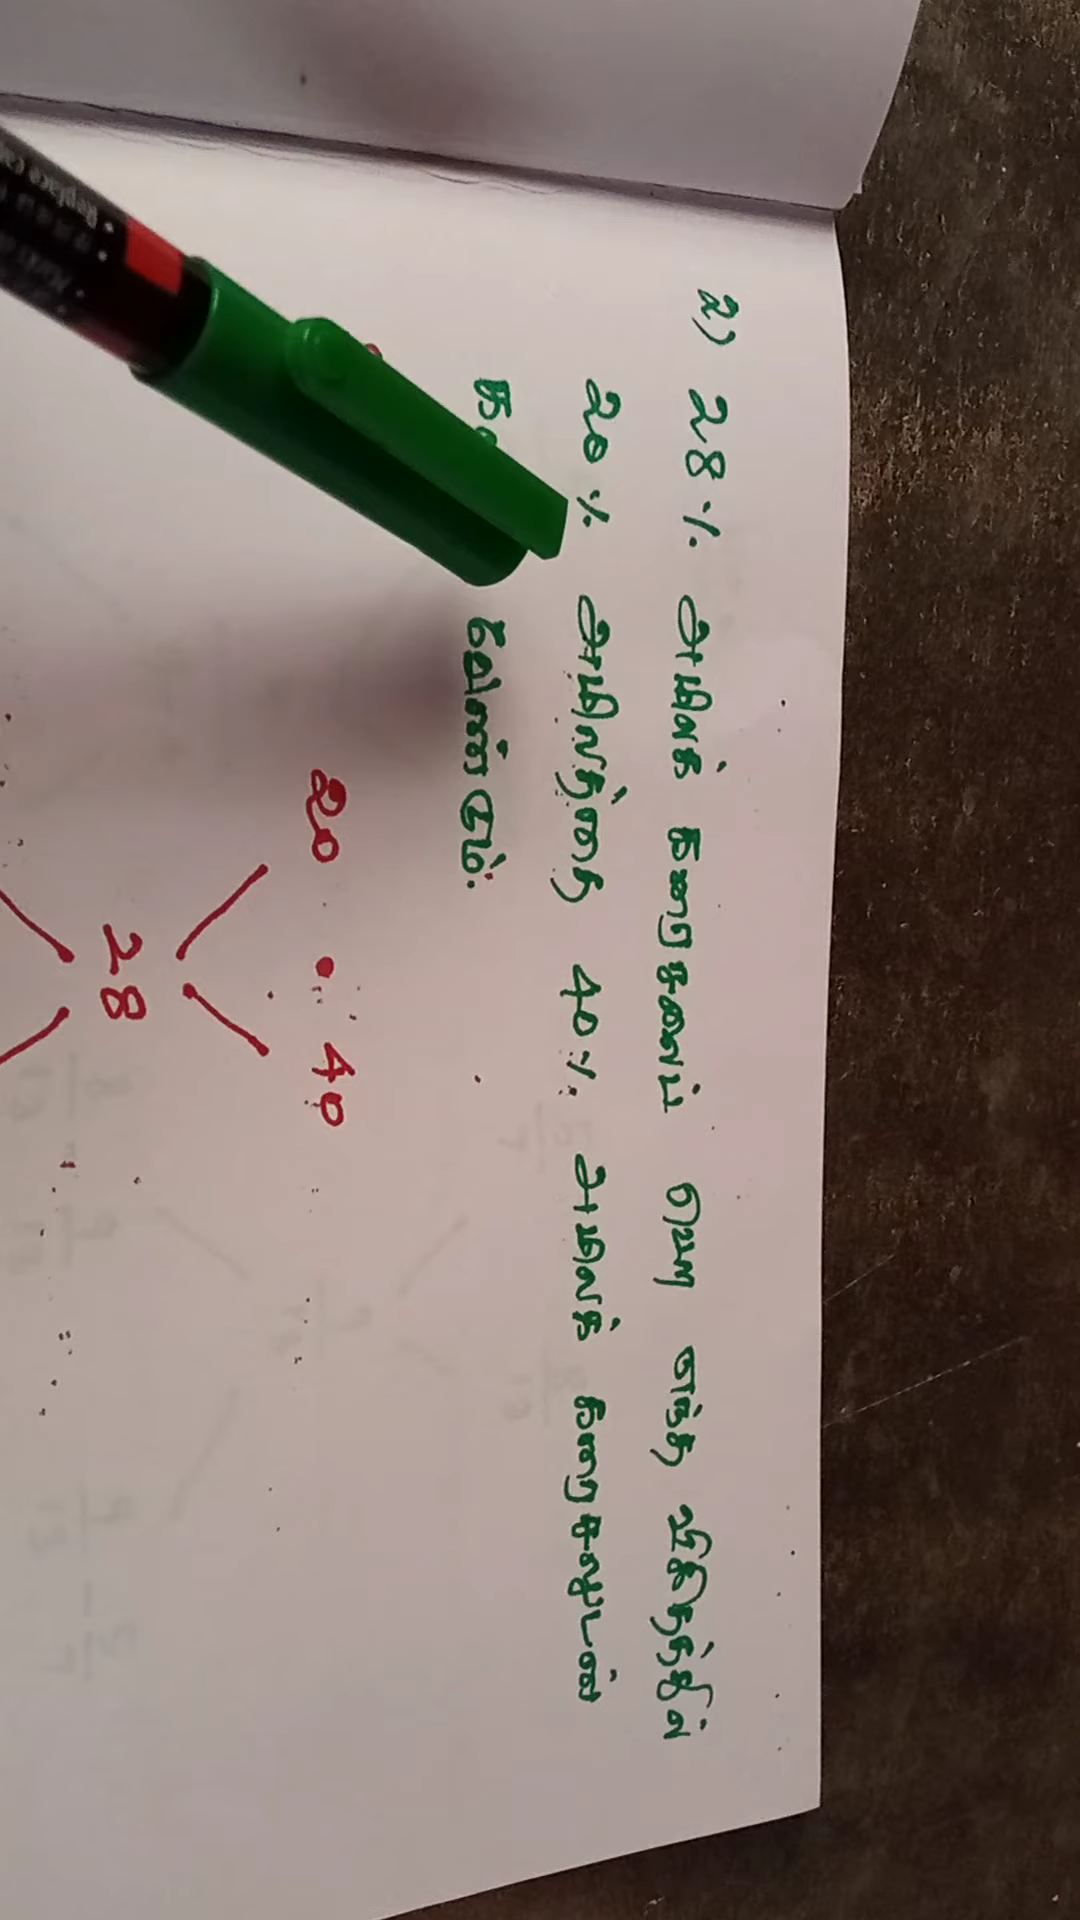 2) 28% அமிலக் கரைசலைப் பெற எந்த விகிதத்தில்
20% அமிலத்தை 40% அமிலக் கரைசலுடன்
வேண்டும்.
20 40
28
Replace